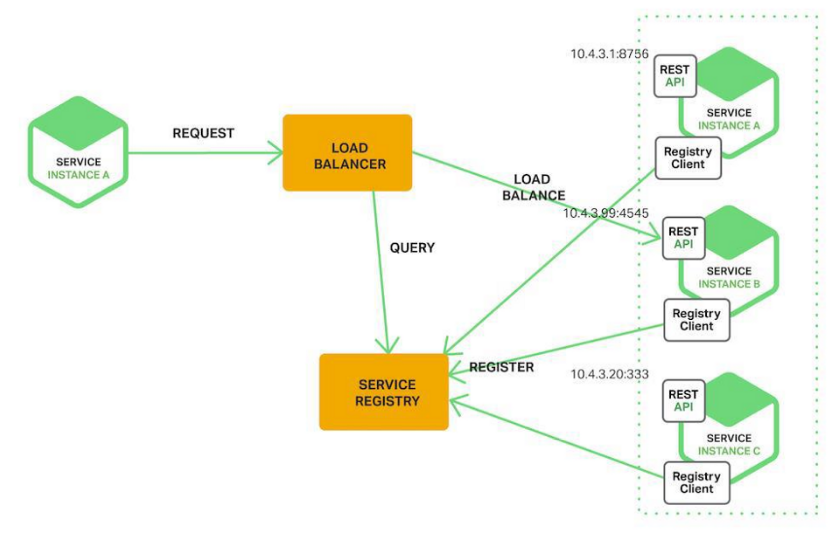 SERVICE
INSTANCE A
REQUEST
LOAD
BALANCER
LOAD
BALANCE
QUERY
SERVICE
REGISTRY
REGISTER
10.4.3.1:8756
REST
API
SERVICE
INSTANCE A
Registry
Client
10.4.3.99:4545
REST
API
SERVICE
INSTANCE B
Registry
Client
10.4.3.20:333
REST
API
SERVICE
INSTANCE C
Registry
Client